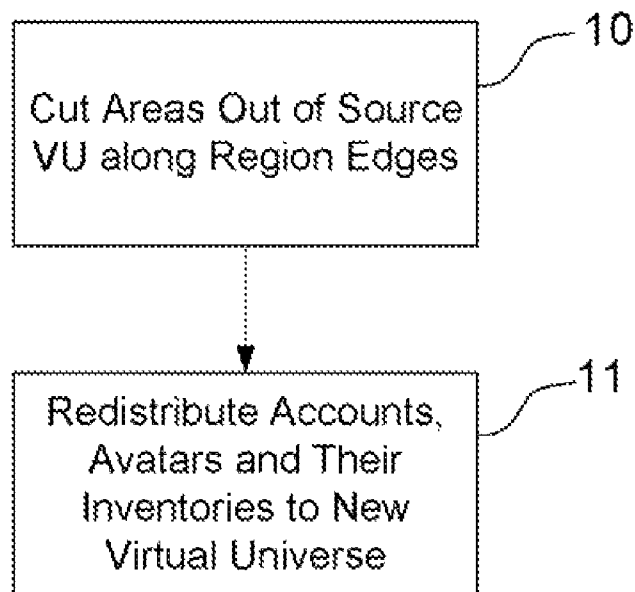 10
Cut Areas Out of Source
VU along Region Edges
11
Redistribute Accounts,
Avatars and Their
Inventories to New
Virtual Universe